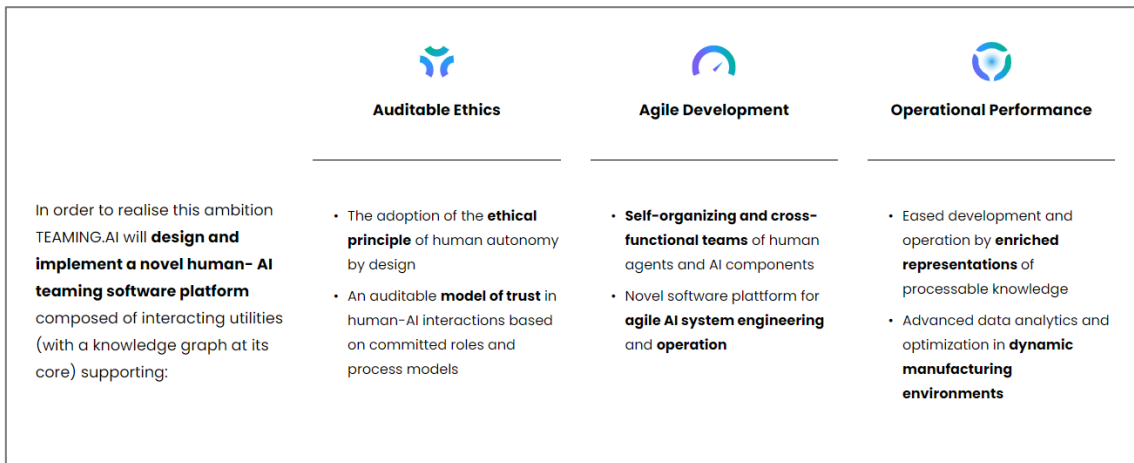 Auditable Ethics
Agile Development
Operational Performance
In order to realise this ambition
TEAMING.AI will design and
implement a novel human- AI
teaming software platform
composed of interacting utilities
(with a knowledge graph at its
core) supporting:
• The adoption of the ethical
principle of human autonomy
by design
• An auditable model of trust in
human-AI interactions based
on committed roles and
process models
• Self-organizing and cross-
functional teams of human
agents and AI components
• Novel software plattform for
agile AI system engineering
and operation
• Eased development and
operation by enriched
representations of
processable knowledge
• Advanced data analytics and
optimization in dynamic
manufacturing
environments